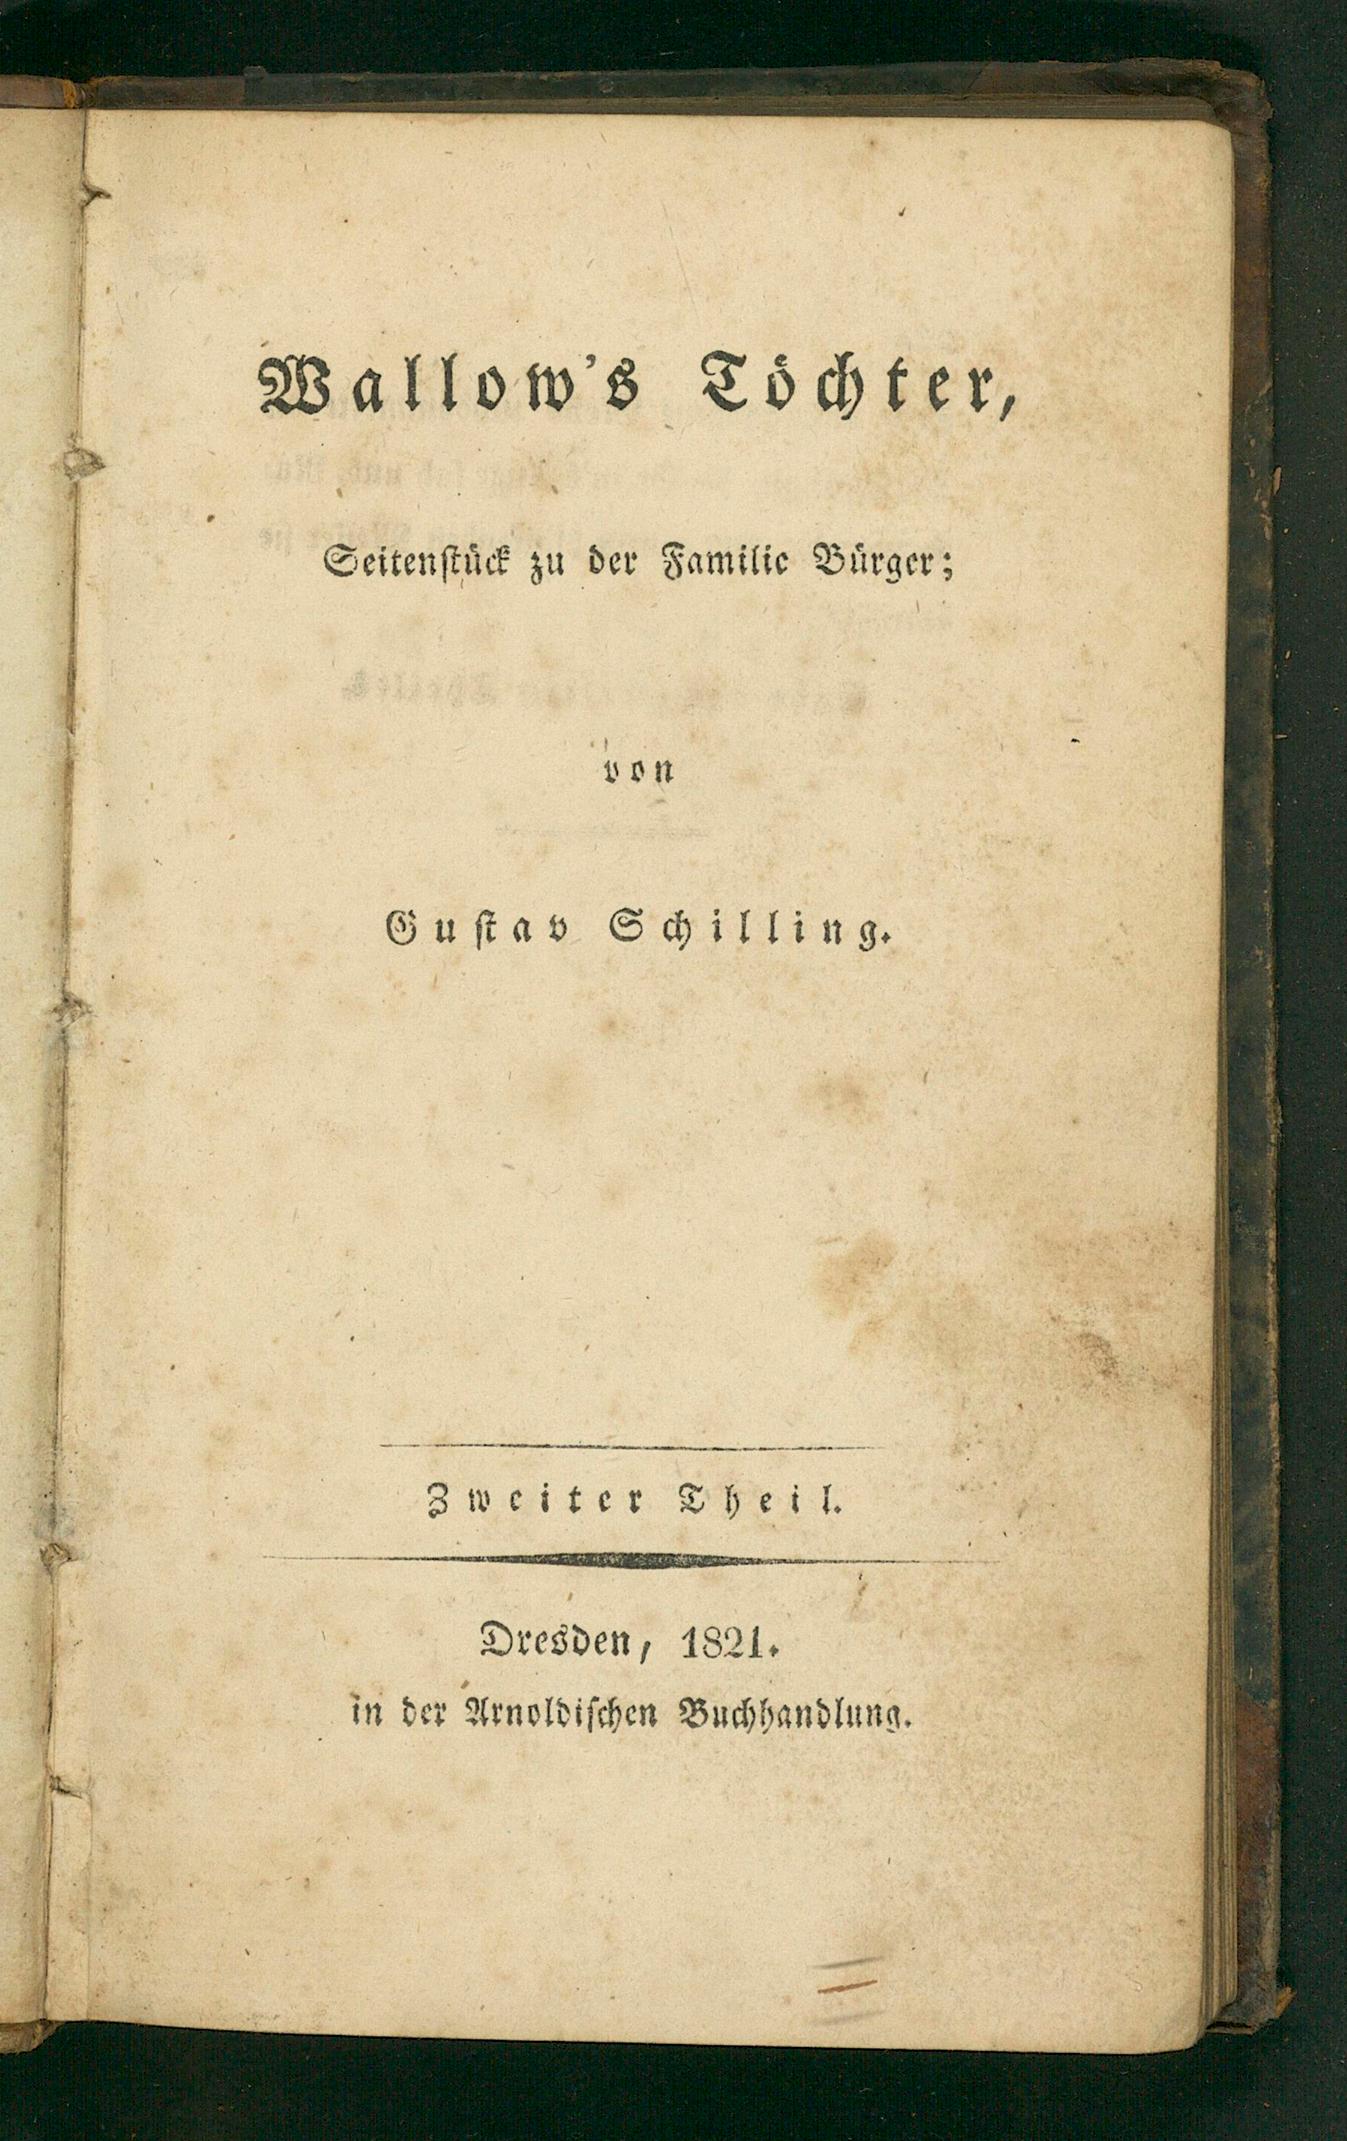 Wallow's Töchter,
Seitenstück zu der Familie Bürger;
von
Gustav Schilling.
Zweiter Theil.
Dresden, 1821.
in der Arnoldischen Buchhandlung.